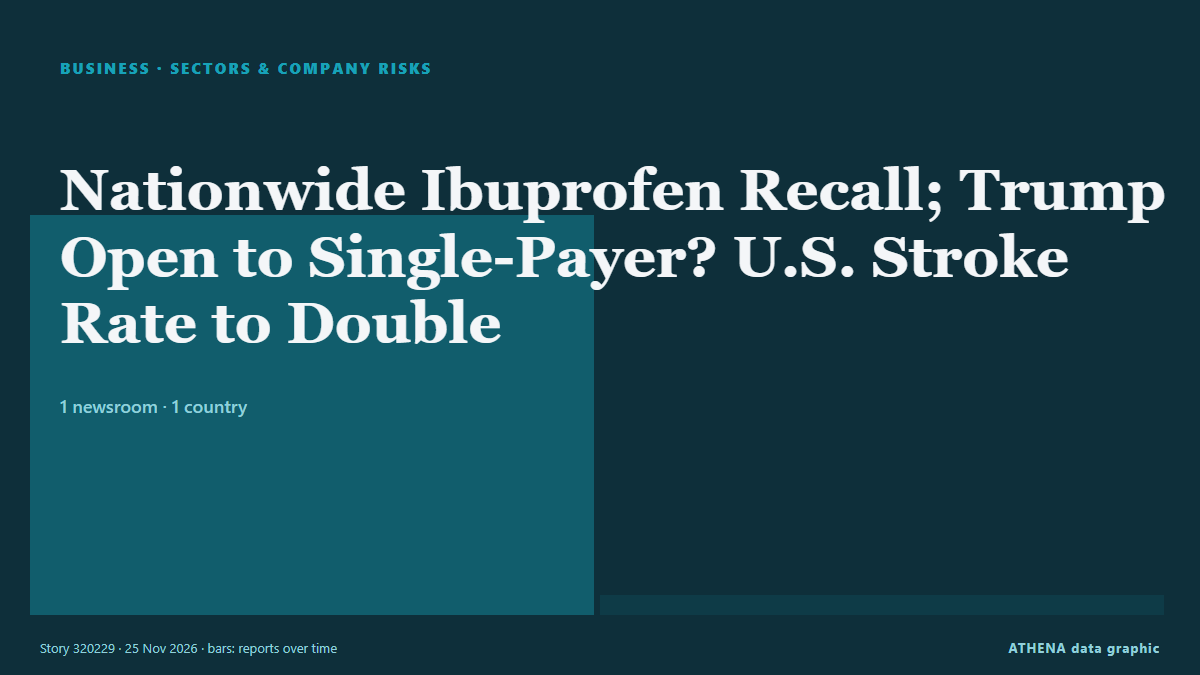 BUSINESS · SECTORS & COMPANY RISKS
Nationwide Ibuprofen Recall; Trump
Open to Single-Payer? U.S. Stroke
Rate to Double
1 newsroom · 1 country
Story 320229 · 25 Nov 2026 · bars: reports over time
ATHENA data graphic